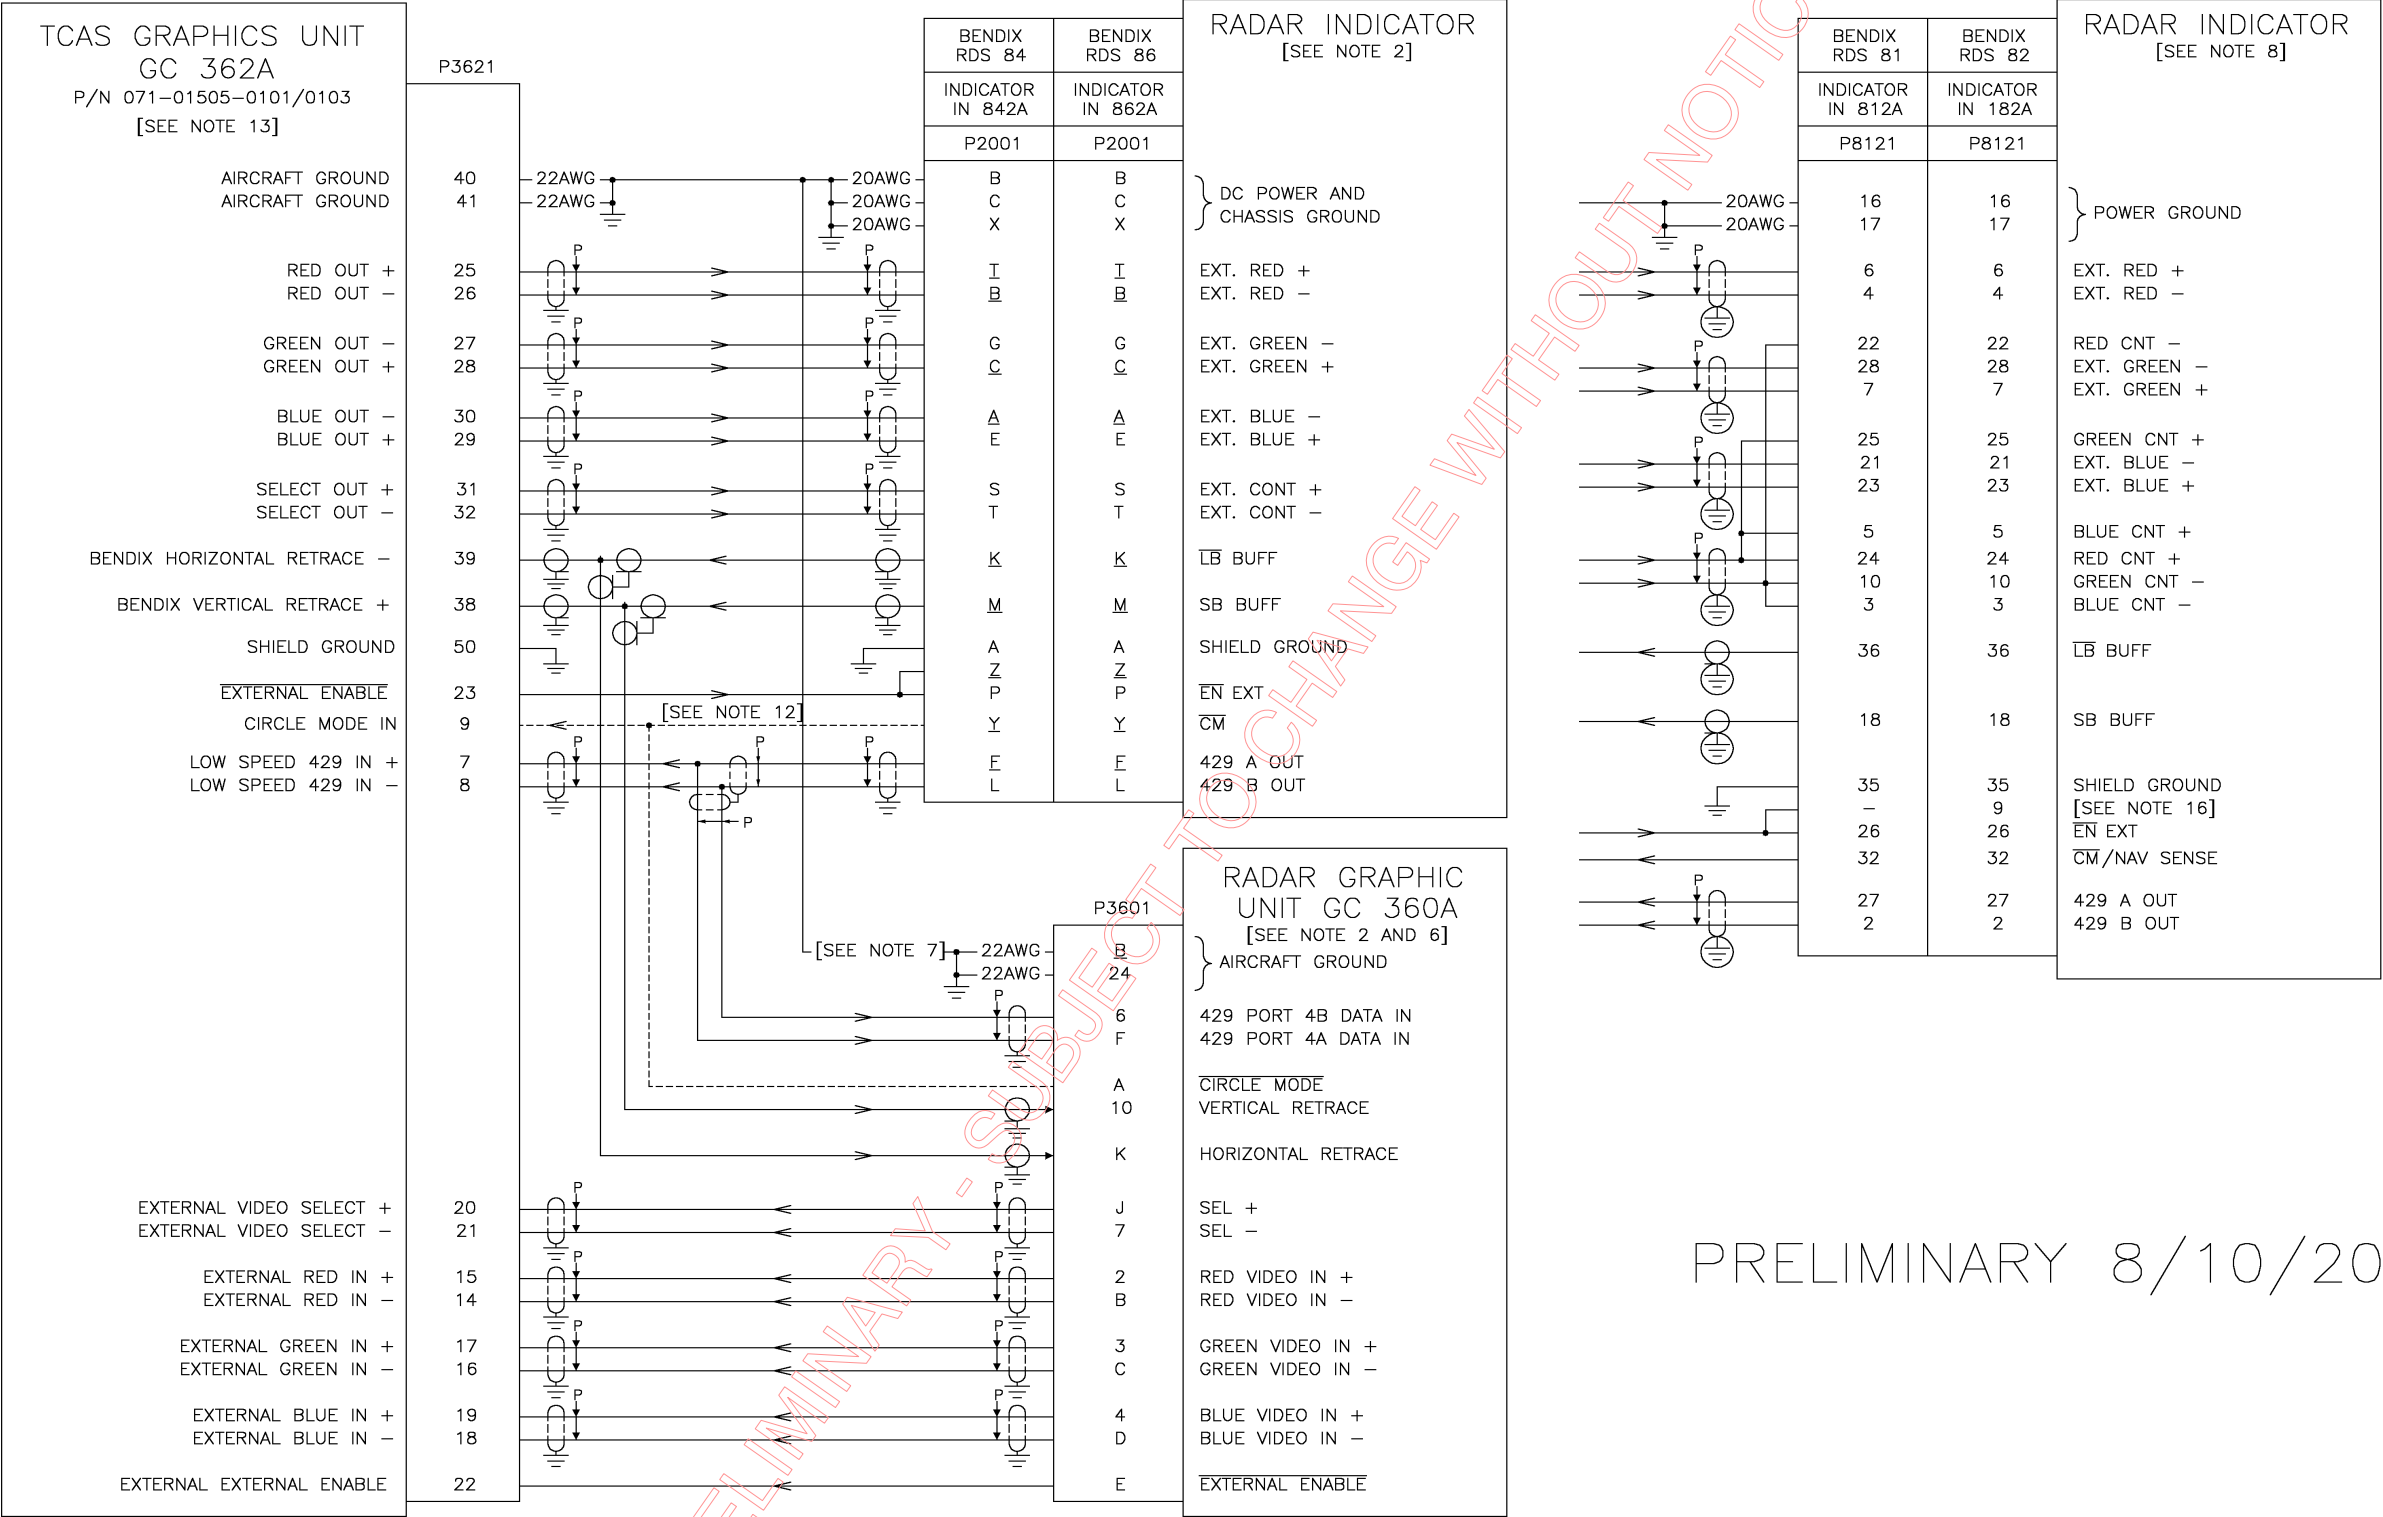 TCAS GRAPHICS UNIT
GC 362A
P/N 071-01505-0101/0103
[SEE NOTE 13]
P3621
AIRCRAFT GROUND 40 22AWG
AIRCRAFT GROUND 41 22AWG
RED OUT + 25
RED OUT - 26
GREEN OUT - 27
GREEN OUT + 28
BLUE OUT - 30
BLUE OUT + 29
SELECT OUT + 31
SELECT OUT - 32
BENDIX HORIZONTAL RETRACE - 39
BENDIX VERTICAL RETRACE + 38
SHIELD GROUND 50
EXTERNAL ENABLE 23
CIRCLE MODE IN 9
LOW SPEED 429 IN + 7
LOW SPEED 429 IN - 8
EXTERNAL VIDEO SELECT + 20
EXTERNAL VIDEO SELECT - 21
EXTERNAL RED IN + 15
EXTERNAL RED IN - 14
EXTERNAL GREEN IN + 17
EXTERNAL GREEN IN - 16
EXTERNAL BLUE IN + 19
EXTERNAL BLUE IN - 18
EXTERNAL EXTERNAL ENABLE 22
P P
P P
P P
P P
[SEE NOTE 12]
P P P
P
BENDIX RDS 84
BENDIX RDS 86
INDICATOR IN 842A
INDICATOR IN 862A
P2001 P2001
RADAR INDICATOR
[SEE NOTE 2]
20AWG B B
20AWG C C
20AWG X X
DC POWER AND
CHASSIS GROUND
T T EXT. RED +
B B EXT. RED -
G G EXT. GREEN -
C C EXT. GREEN +
A A EXT. BLUE -
E E EXT. BLUE +
S S EXT. CONT +
T T EXT. CONT -
K K LB BUFF
M M SB BUFF
A A SHIELD GROUND
Z Z
P P EN EXT
Y Y CM
F F 429 A OUT
L L 429 B OUT
P3601
RADAR GRAPHIC
UNIT GC 360A
[SEE NOTE 2 AND 6]
[SEE NOTE 7] 22AWG B
22AWG 24
AIRCRAFT GROUND
P
6 429 PORT 4B DATA IN
F 429 PORT 4A DATA IN
A CIRCLE MODE
10 VERTICAL RETRACE
K HORIZONTAL RETRACE
P P
J SEL +
7 SEL -
P P
2 RED VIDEO IN +
B RED VIDEO IN -
P P
3 GREEN VIDEO IN +
C GREEN VIDEO IN -
P P
4 BLUE VIDEO IN +
D BLUE VIDEO IN -
E EXTERNAL ENABLE
BENDIX RDS 81
BENDIX RDS 82
INDICATOR IN 812A
INDICATOR IN 182A
P8121 P8121
RADAR INDICATOR
[SEE NOTE 8]
20AWG 16 16
20AWG 17 17
POWER GROUND
P
6 6 EXT. RED +
4 4 EXT. RED -
22 22 RED CNT -
P
28 28 EXT. GREEN -
7 7 EXT. GREEN +
25 25 GREEN CNT +
P
21 21 EXT. BLUE -
23 23 EXT. BLUE +
5 5 BLUE CNT +
P
24 24 RED CNT +
10 10 GREEN CNT -
3 3 BLUE CNT -
36 36 LB BUFF
18 18 SB BUFF
35 35 SHIELD GROUND
- 9 [SEE NOTE 16]
26 26 EN EXT
32 32 CM/NAV SENSE
P
27 27 429 A OUT
2 2 429 B OUT
PRELIMINARY 8/10/20
ELIMINARY - SUBJECT TO CHANGE WITHOUT NOTIC